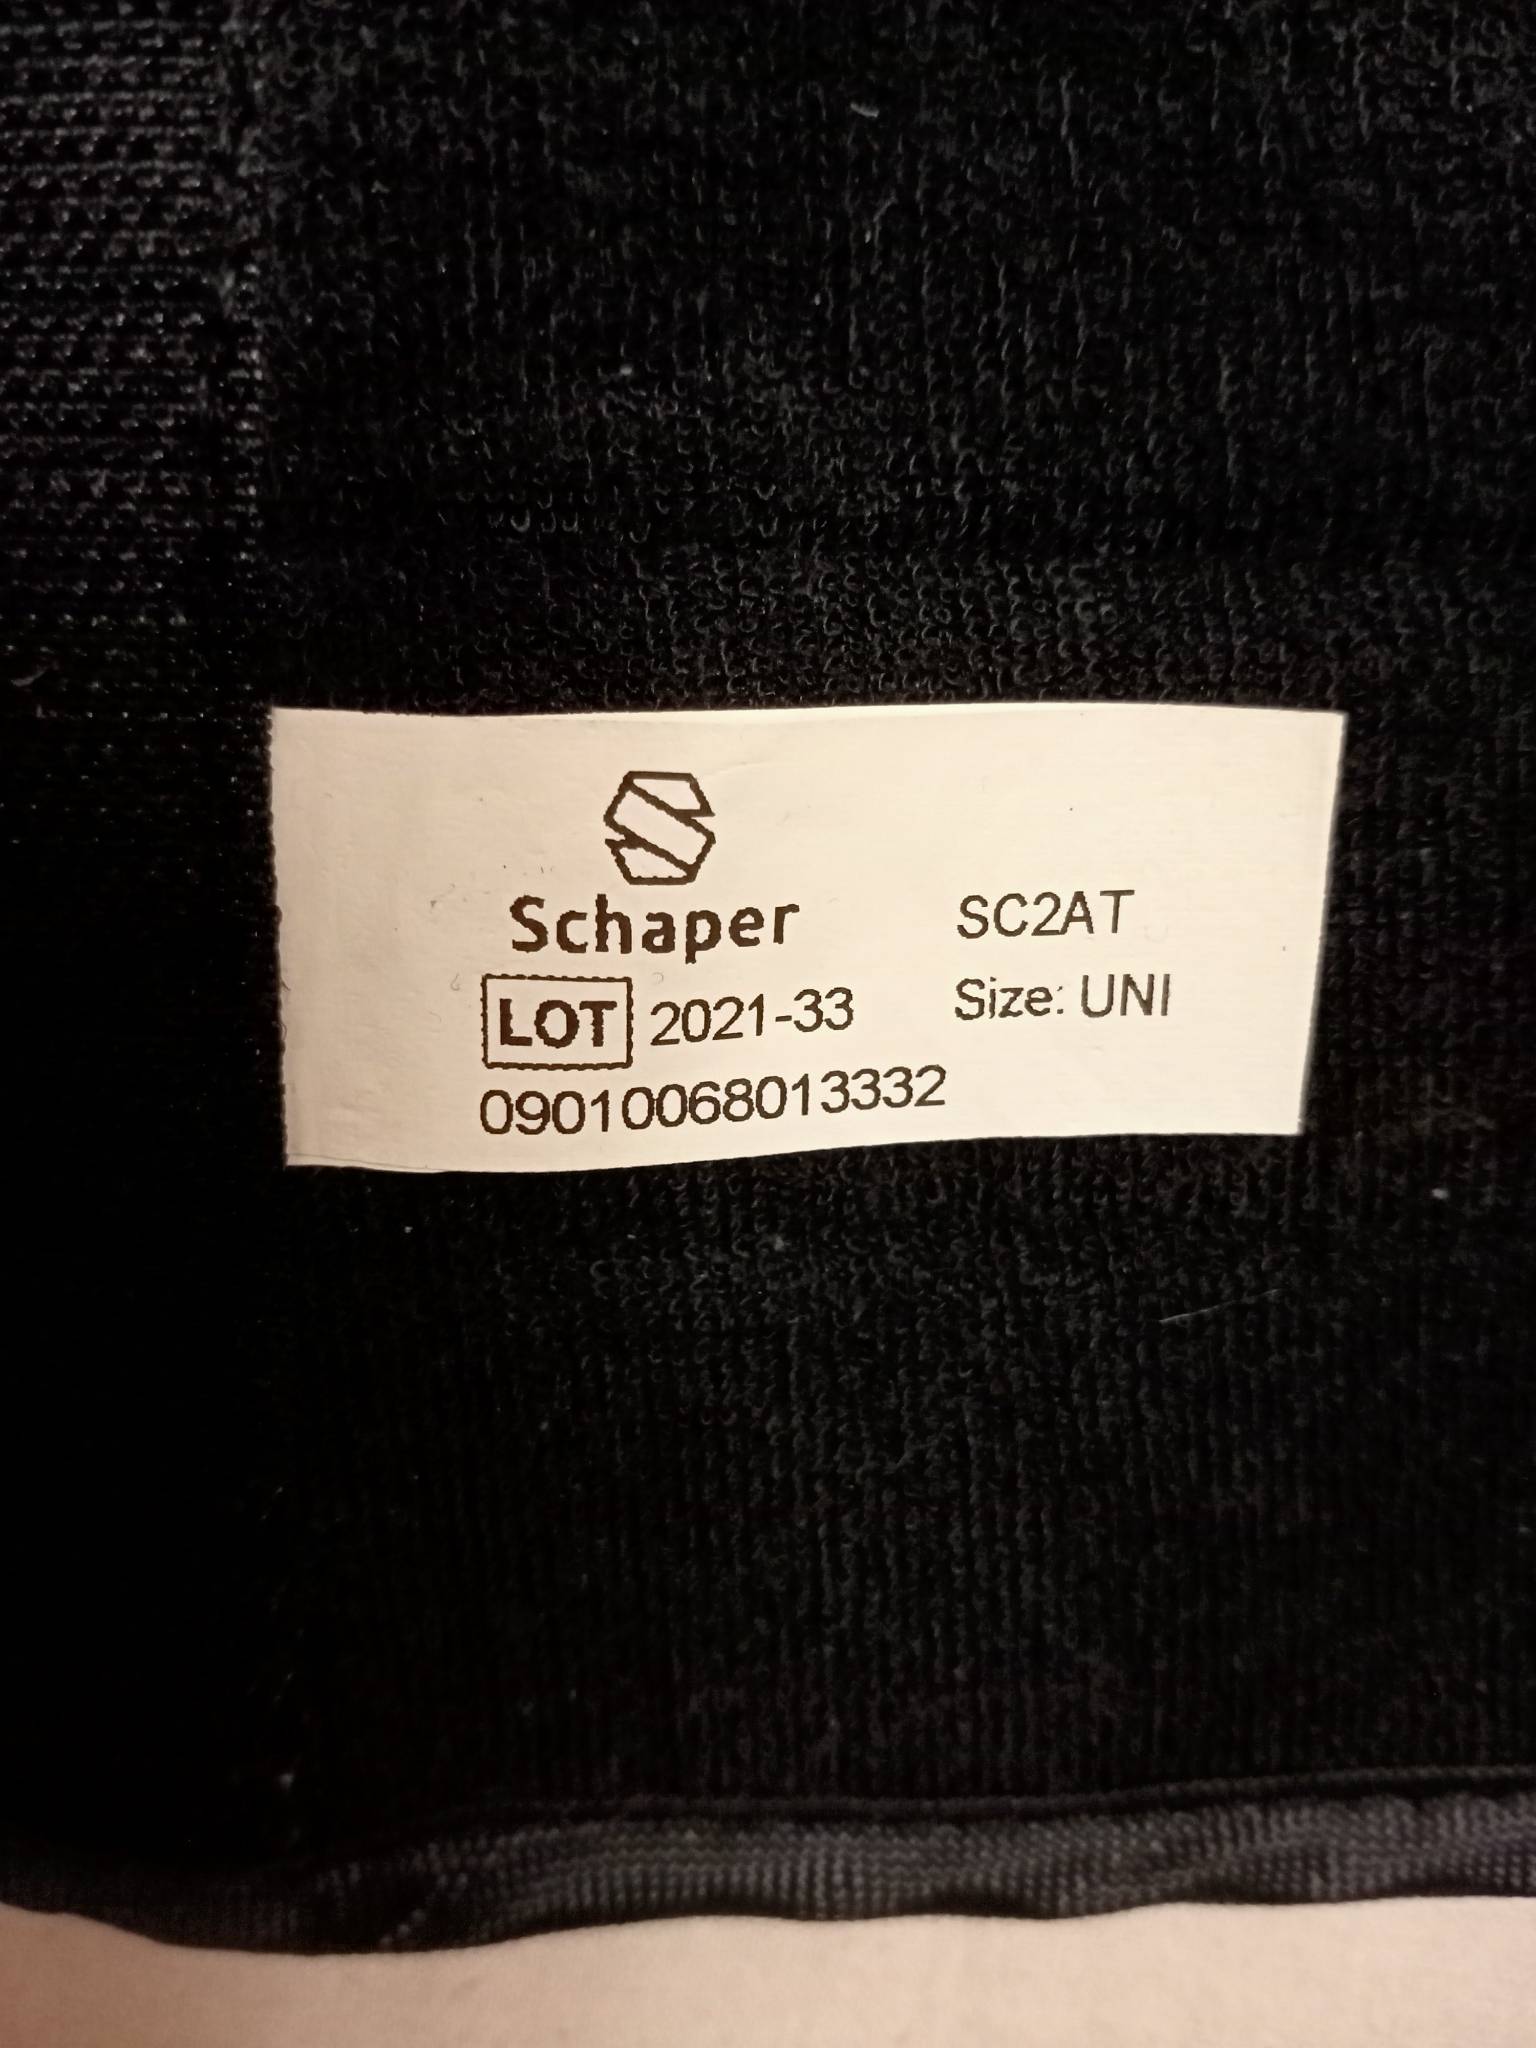 Schaper
LOT 2021-33
09010068013332
SC2AT
Size: UNI